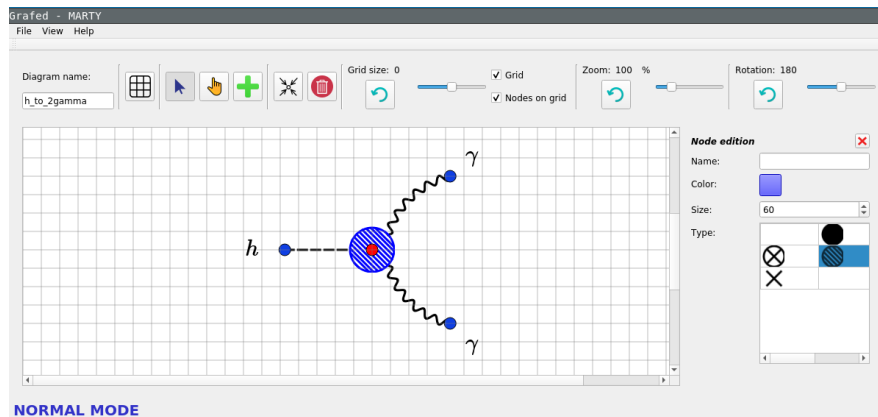 Grafed - MARTY
File View Help
Diagram name:
h_to_2gamma
Grid size: 0
Grid
Nodes on grid
Zoom: 100 %
Rotation: 180
Node edition
Name:
Color:
Size:
60
Type:
γ
h
γ
NORMAL MODE